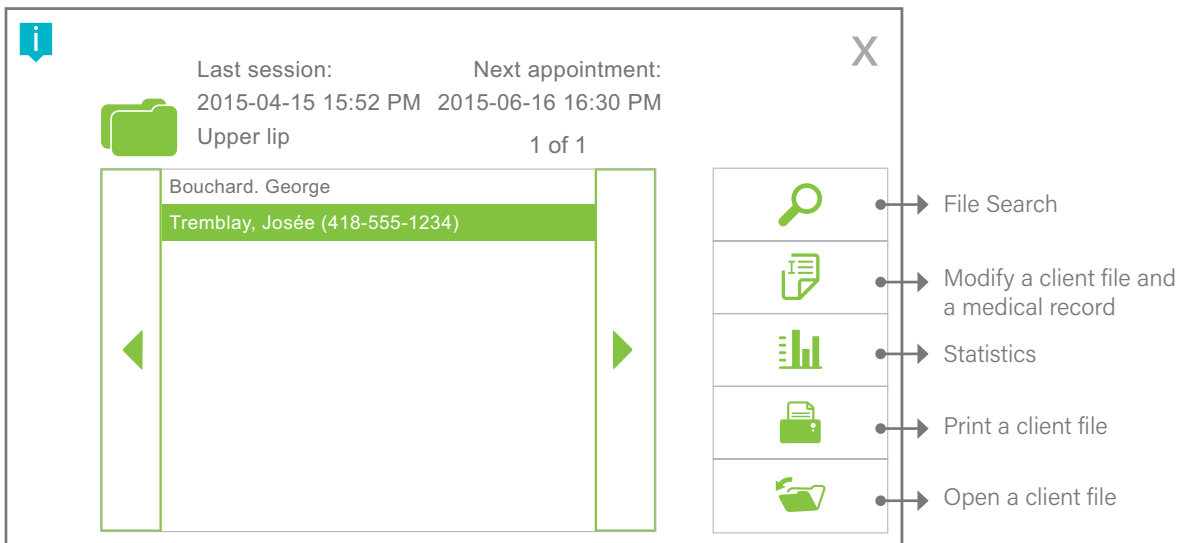 i
X
Last session:
Next appointment:
2015-04-15 15:52 PM
2015-06-16 16:30 PM
Upper lip
1 of 1
Bouchard. George
Tremblay, Josée (418-555-1234)
File Search
Modify a client file and
a medical record
Statistics
Print a client file
Open a client file